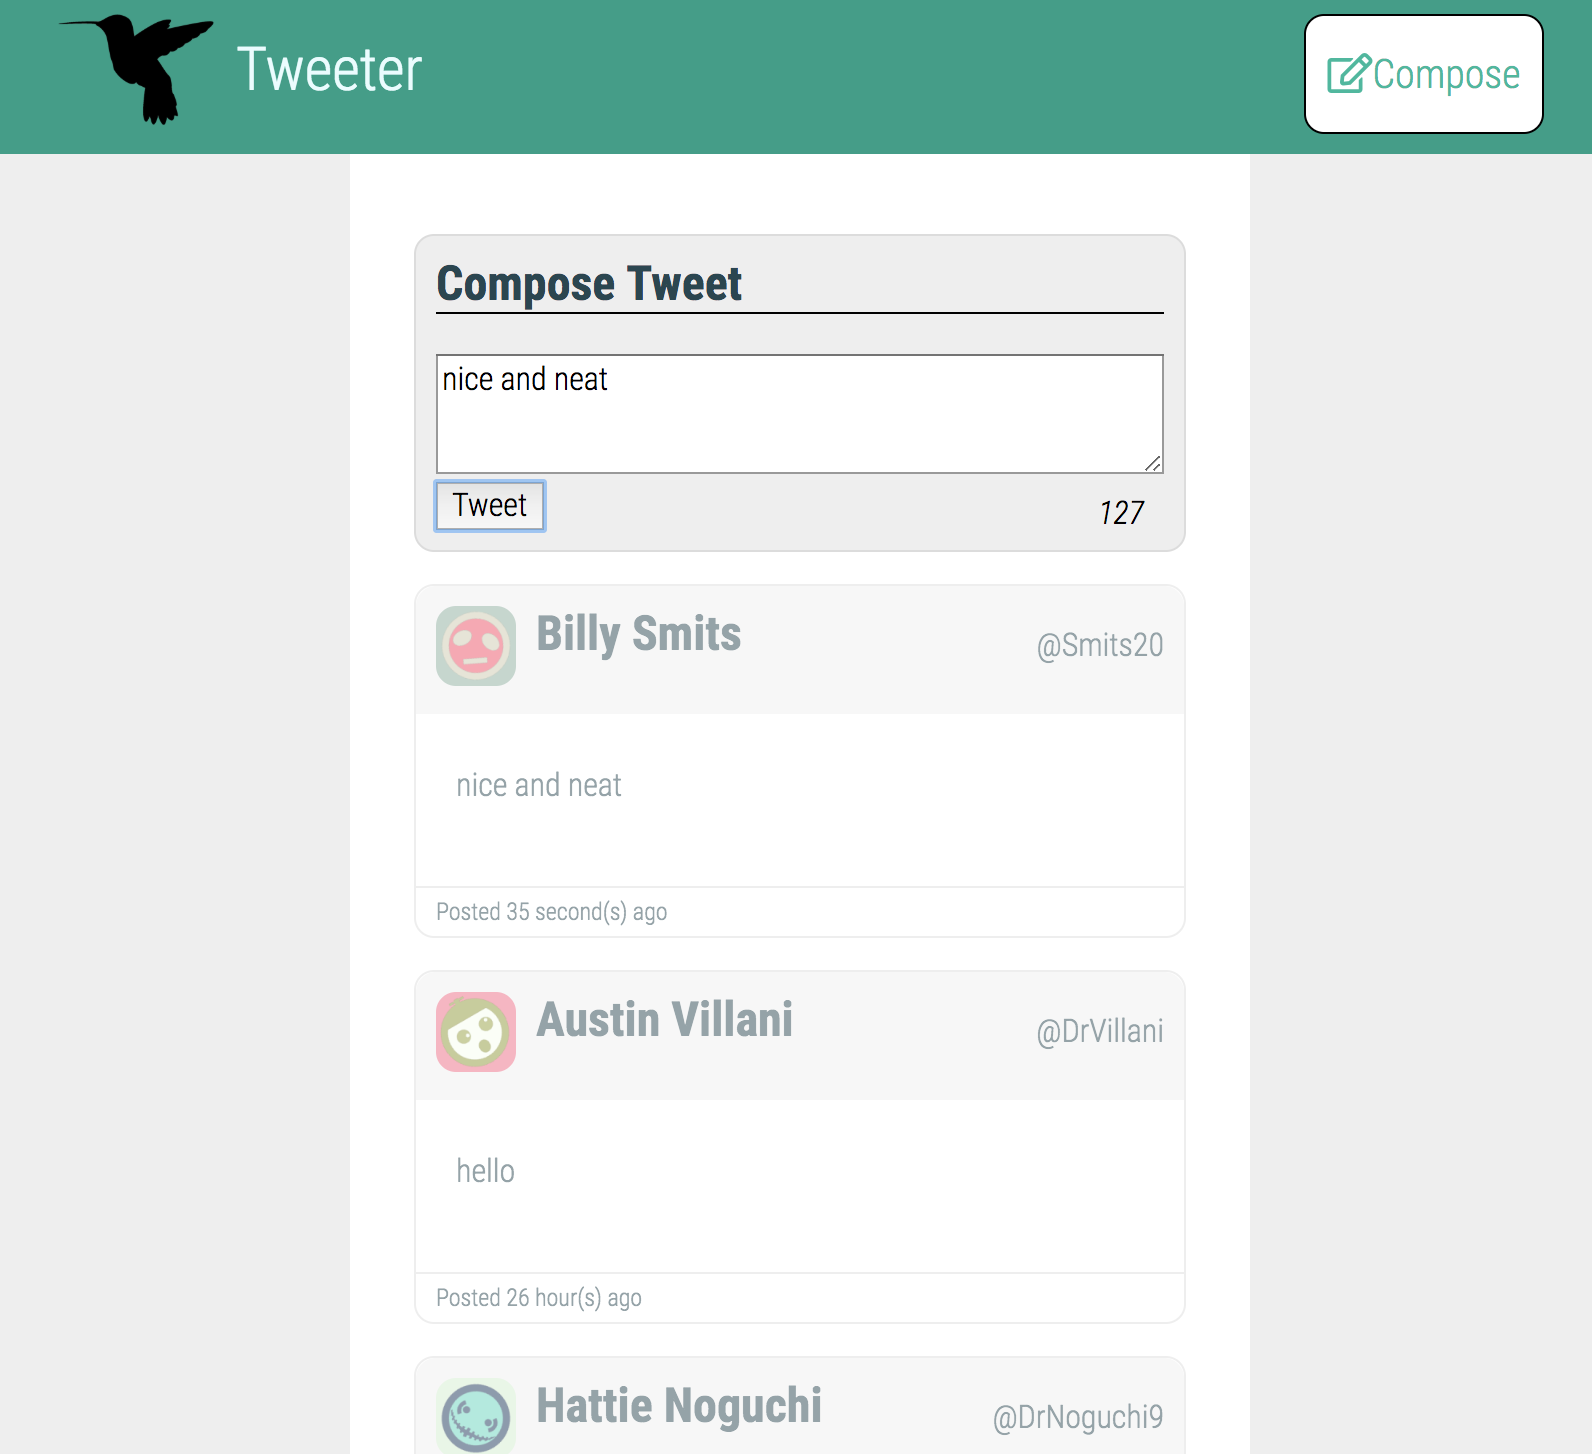 Tweeter
Compose
Compose Tweet
nice and neat
Tweet
127
Billy Smits
@Smits20
nice and neat
Posted 35 second(s) ago
Austin Villani
@DrVillani
hello
Posted 26 hour(s) ago
Hattie Noguchi
@DrNoguchi9